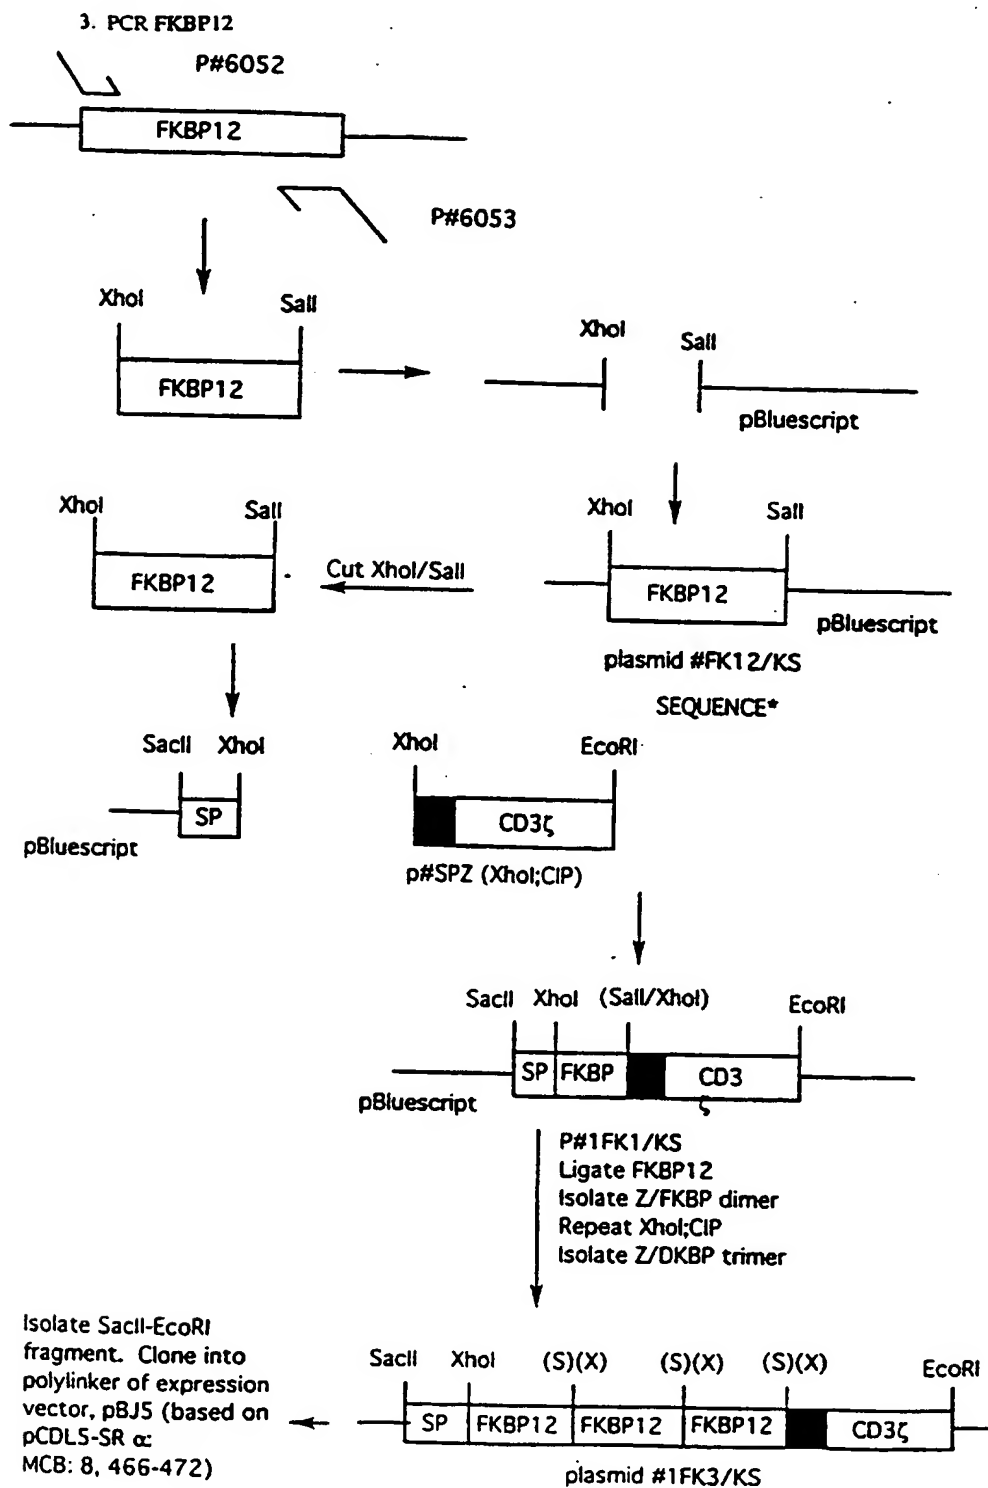 3. PCR FKBP12
P#6052
FKBP12
P#6053
XhoI SalI
FKBP12
XhoI SalI
pBluescript
XhoI SalI
FKBP12
Cut XhoI/SalI
XhoI SalI
FKBP12
pBluescript
plasmid #FK12/KS
SEQUENCE*
SacII XhoI
SP
pBluescript
XhoI EcoRI
CD3ζ
p#SPZ (XhoI;CIP)
SacII XhoI (SalI/XhoI) EcoRI
SP FKBP CD3
ζ
pBluescript
P#1FK1/KS
Ligate FKBP12
Isolate Z/FKBP dimer
Repeat XhoI;CIP
Isolate Z/DKBP trimer
Isolate SacII-EcoRI
fragment. Clone into
polylinker of expression
vector, pBJ5 (based on
pCDL5-SR α:
MCB: 8, 466-472)
SacII XhoI (S)(X) (S)(X) (S)(X) EcoRI
SP FKBP12 FKBP12 FKBP12 CD3ζ
plasmid #1FK3/KS